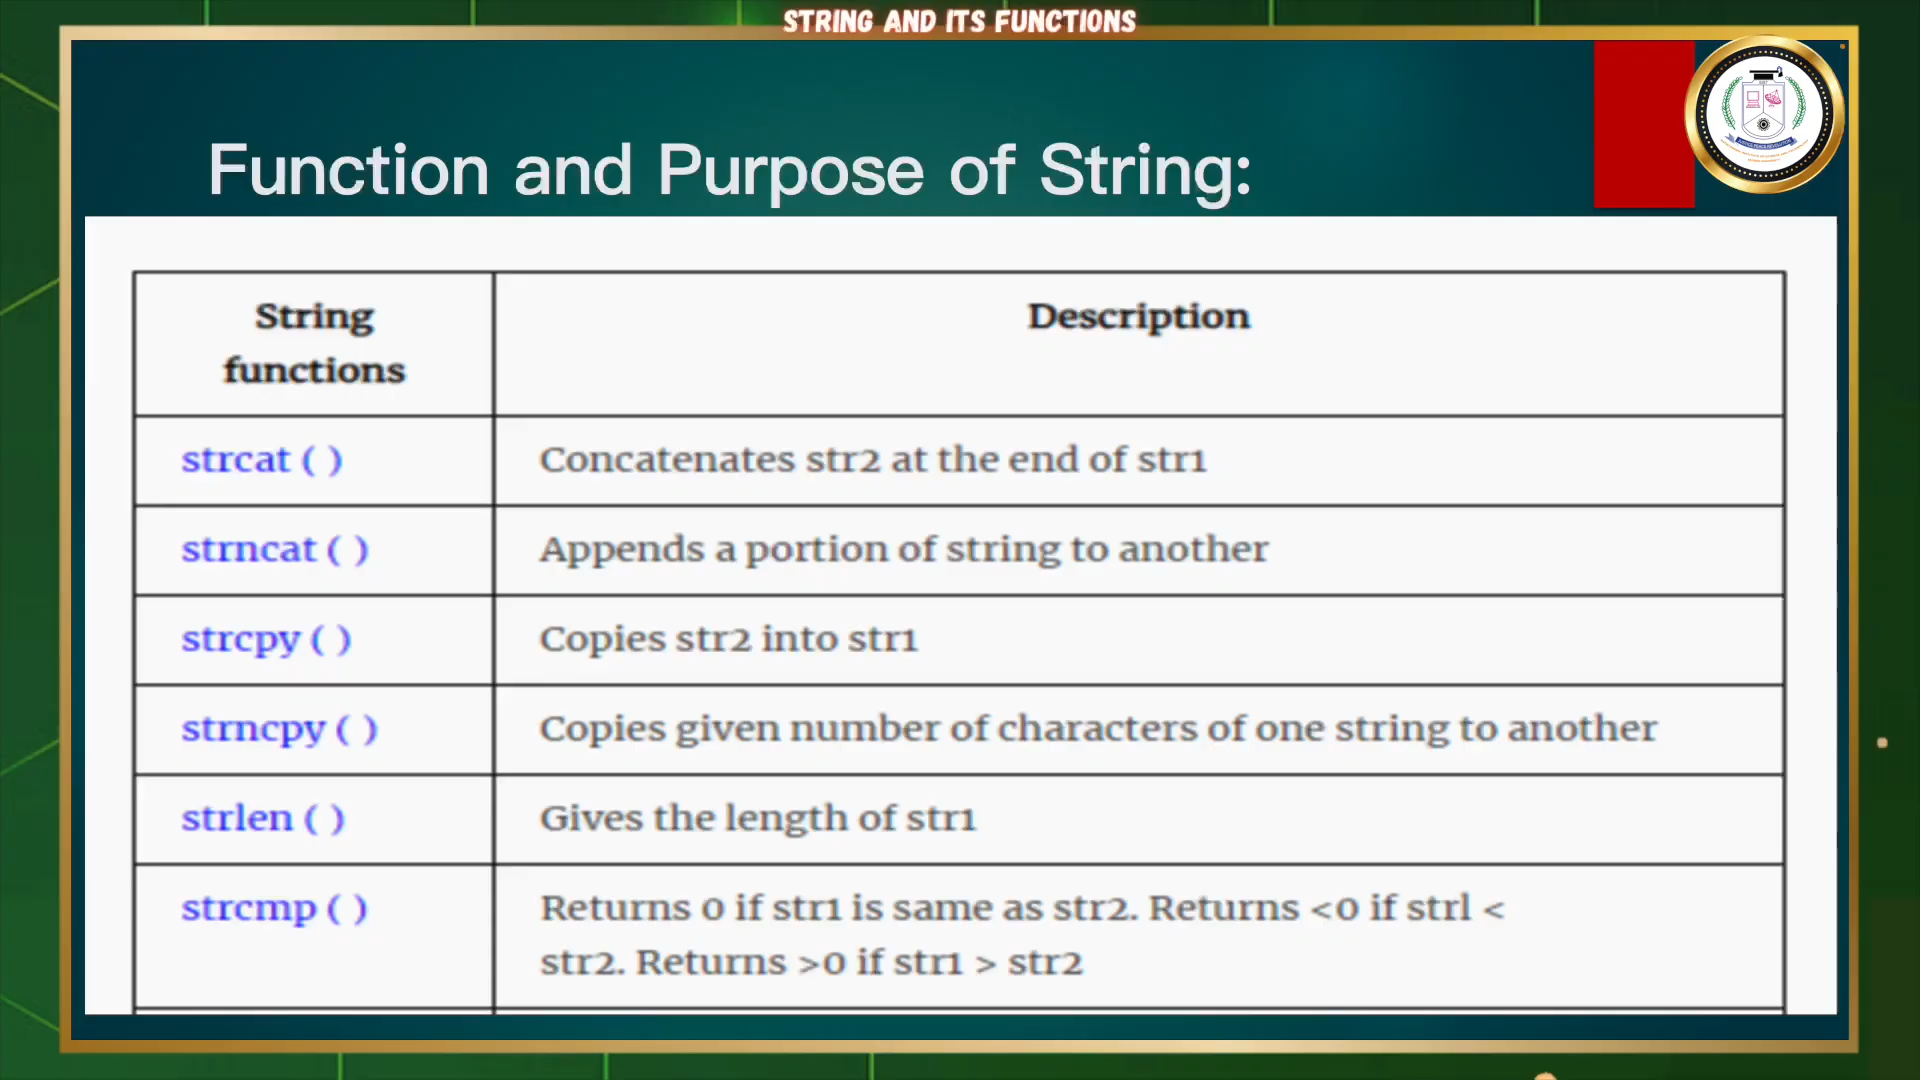 STRING AND ITS FUNCTIONS
Function and Purpose of String:
String
functions
Description
strcat ( )
Concatenates str2 at the end of str1
strncat ( )
Appends a portion of string to another
strcpy ( )
Copies str2 into str1
strncpy ( )
Copies given number of characters of one string to another
strlen ( )
Gives the length of str1
strcmp ( )
Returns 0 if str1 is same as str2. Returns <0 if strl <
str2. Returns >0 if str1 > str2